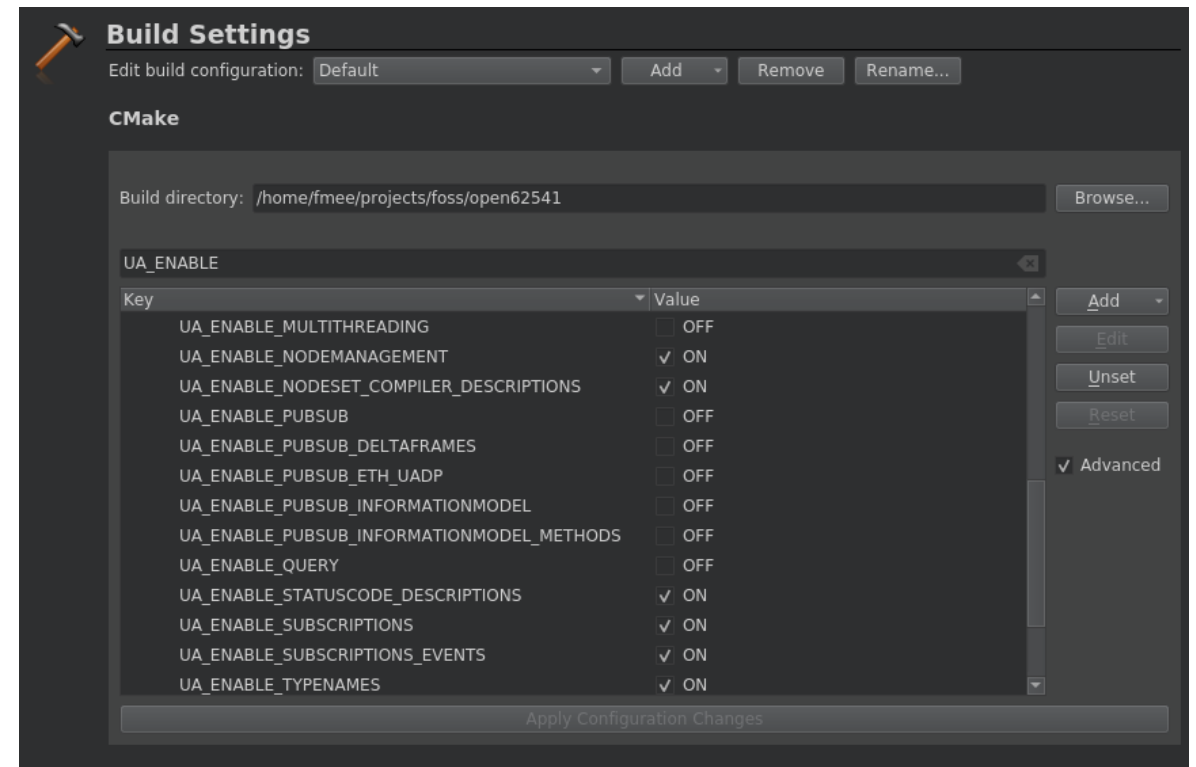 Build Settings
Edit build configuration: Default Add Remove Rename...
CMake
Build directory: /home/fmee/projects/foss/open62541 Browse...
UA_ENABLE
Key Value Add
UA_ENABLE_MULTITHREADING OFF
Edit
UA_ENABLE_NODEMANAGEMENT ON
UA_ENABLE_NODESET_COMPILER_DESCRIPTIONS ON Unset
UA_ENABLE_PUBSUB OFF Reset
UA_ENABLE_PUBSUB_DELTAFRAMES OFF
UA_ENABLE_PUBSUB_ETH_UADP OFF Advanced
UA_ENABLE_PUBSUB_INFORMATIONMODEL OFF
UA_ENABLE_PUBSUB_INFORMATIONMODEL_METHODS OFF
UA_ENABLE_QUERY OFF
UA_ENABLE_STATUSCODE_DESCRIPTIONS ON
UA_ENABLE_SUBSCRIPTIONS ON
UA_ENABLE_SUBSCRIPTIONS_EVENTS ON
UA_ENABLE_TYPENAMES ON
Apply Configuration Changes